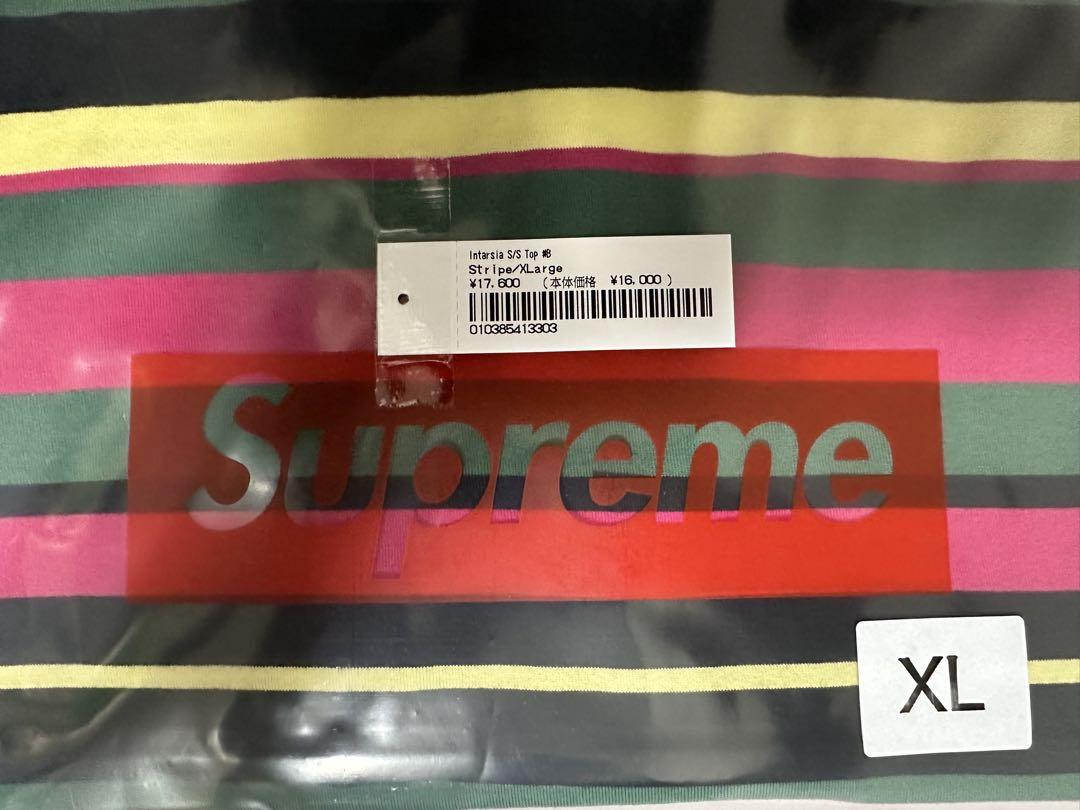 Intarsia S/S Top #B
Stripe/XLarge
¥17,600 (本体価格 ¥16,000 )
010385413303
Supreme
XL